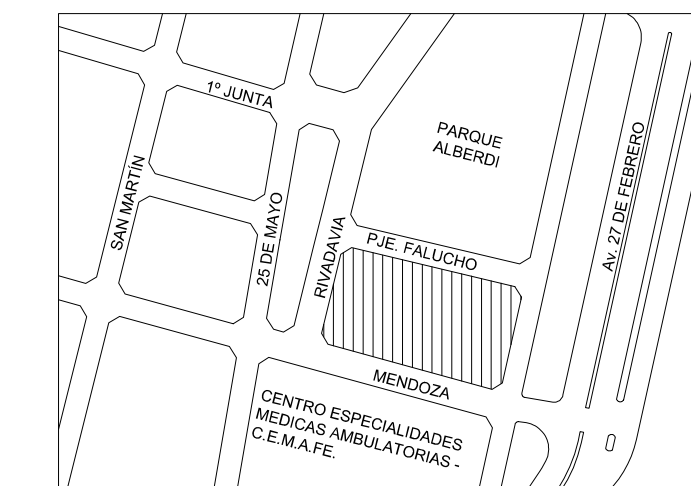 1º JUNTA
PARQUE
ALBERDI
SAN MARTÍN
25 DE MAYO
RIVADAVIA
PJE. FALUCHO
Av. 27 DE FEBRERO
MENDOZA
CENTRO ESPECIALIDADES
MEDICAS AMBULATORIAS -
C.E.M.A.FE.